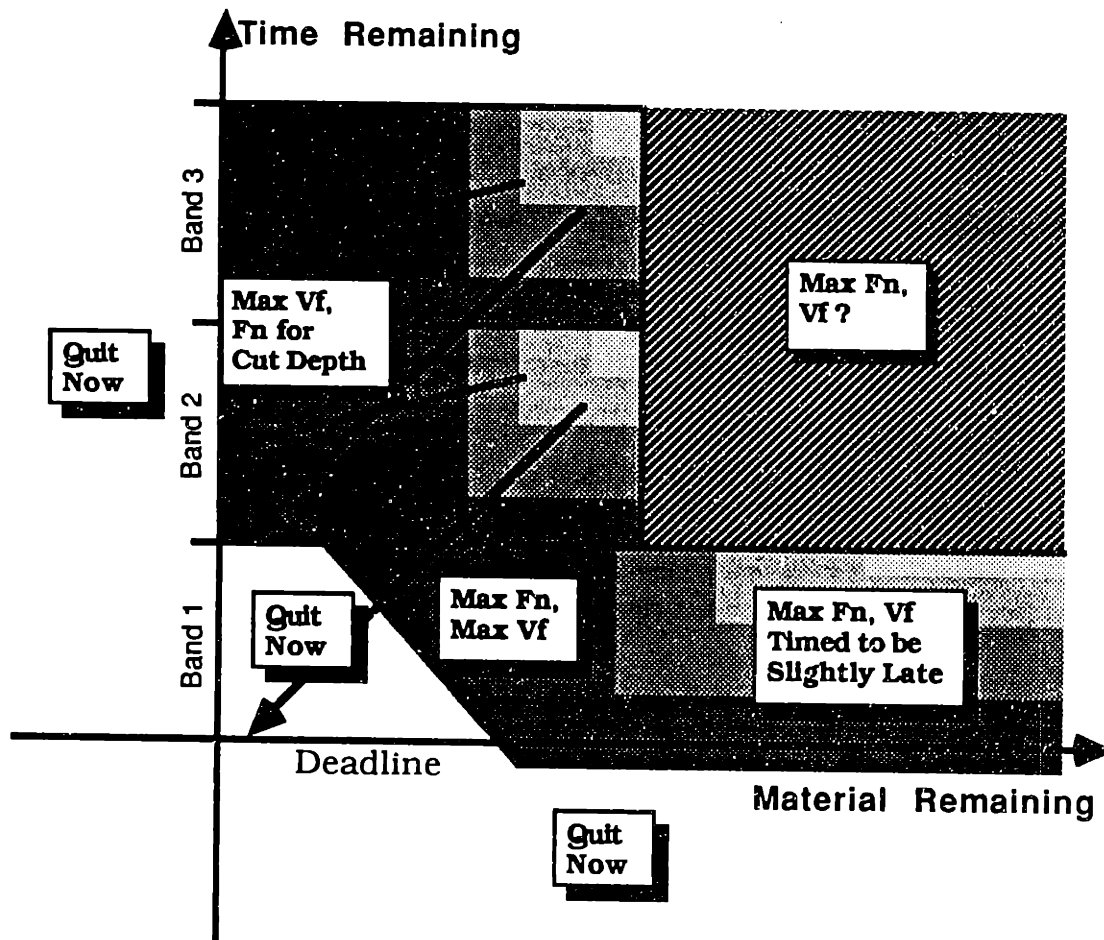 Time Remaining
Band 3
Max Vf,
Fn for
Cut Depth
Max Fn,
Vf ?
Quit
Now
Band 2
Band 1
Quit
Now
Max Fn,
Max Vf
Max Fn, Vf
Timed to be
Slightly Late
Deadline
Material Remaining
Quit
Now